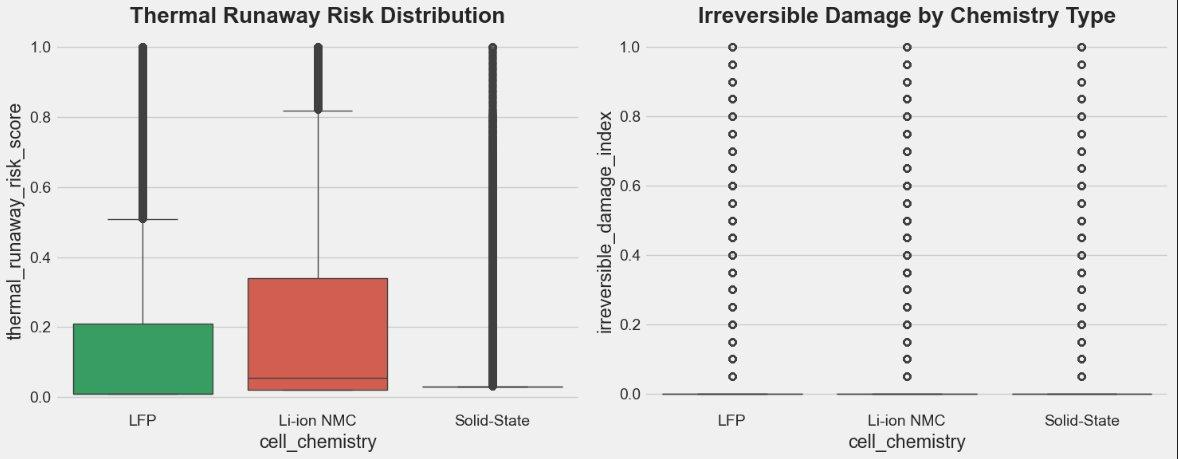 Thermal Runaway Risk Distribution
thermal_runaway_risk_score
1.0
0.8
0.6
0.4
0.2
0.0
LFP Li-ion NMC Solid-State
cell_chemistry
Irreversible Damage by Chemistry Type
irreversible_damage_index
1.0
0.8
0.6
0.4
0.2
0.0
LFP Li-ion NMC Solid-State
cell_chemistry